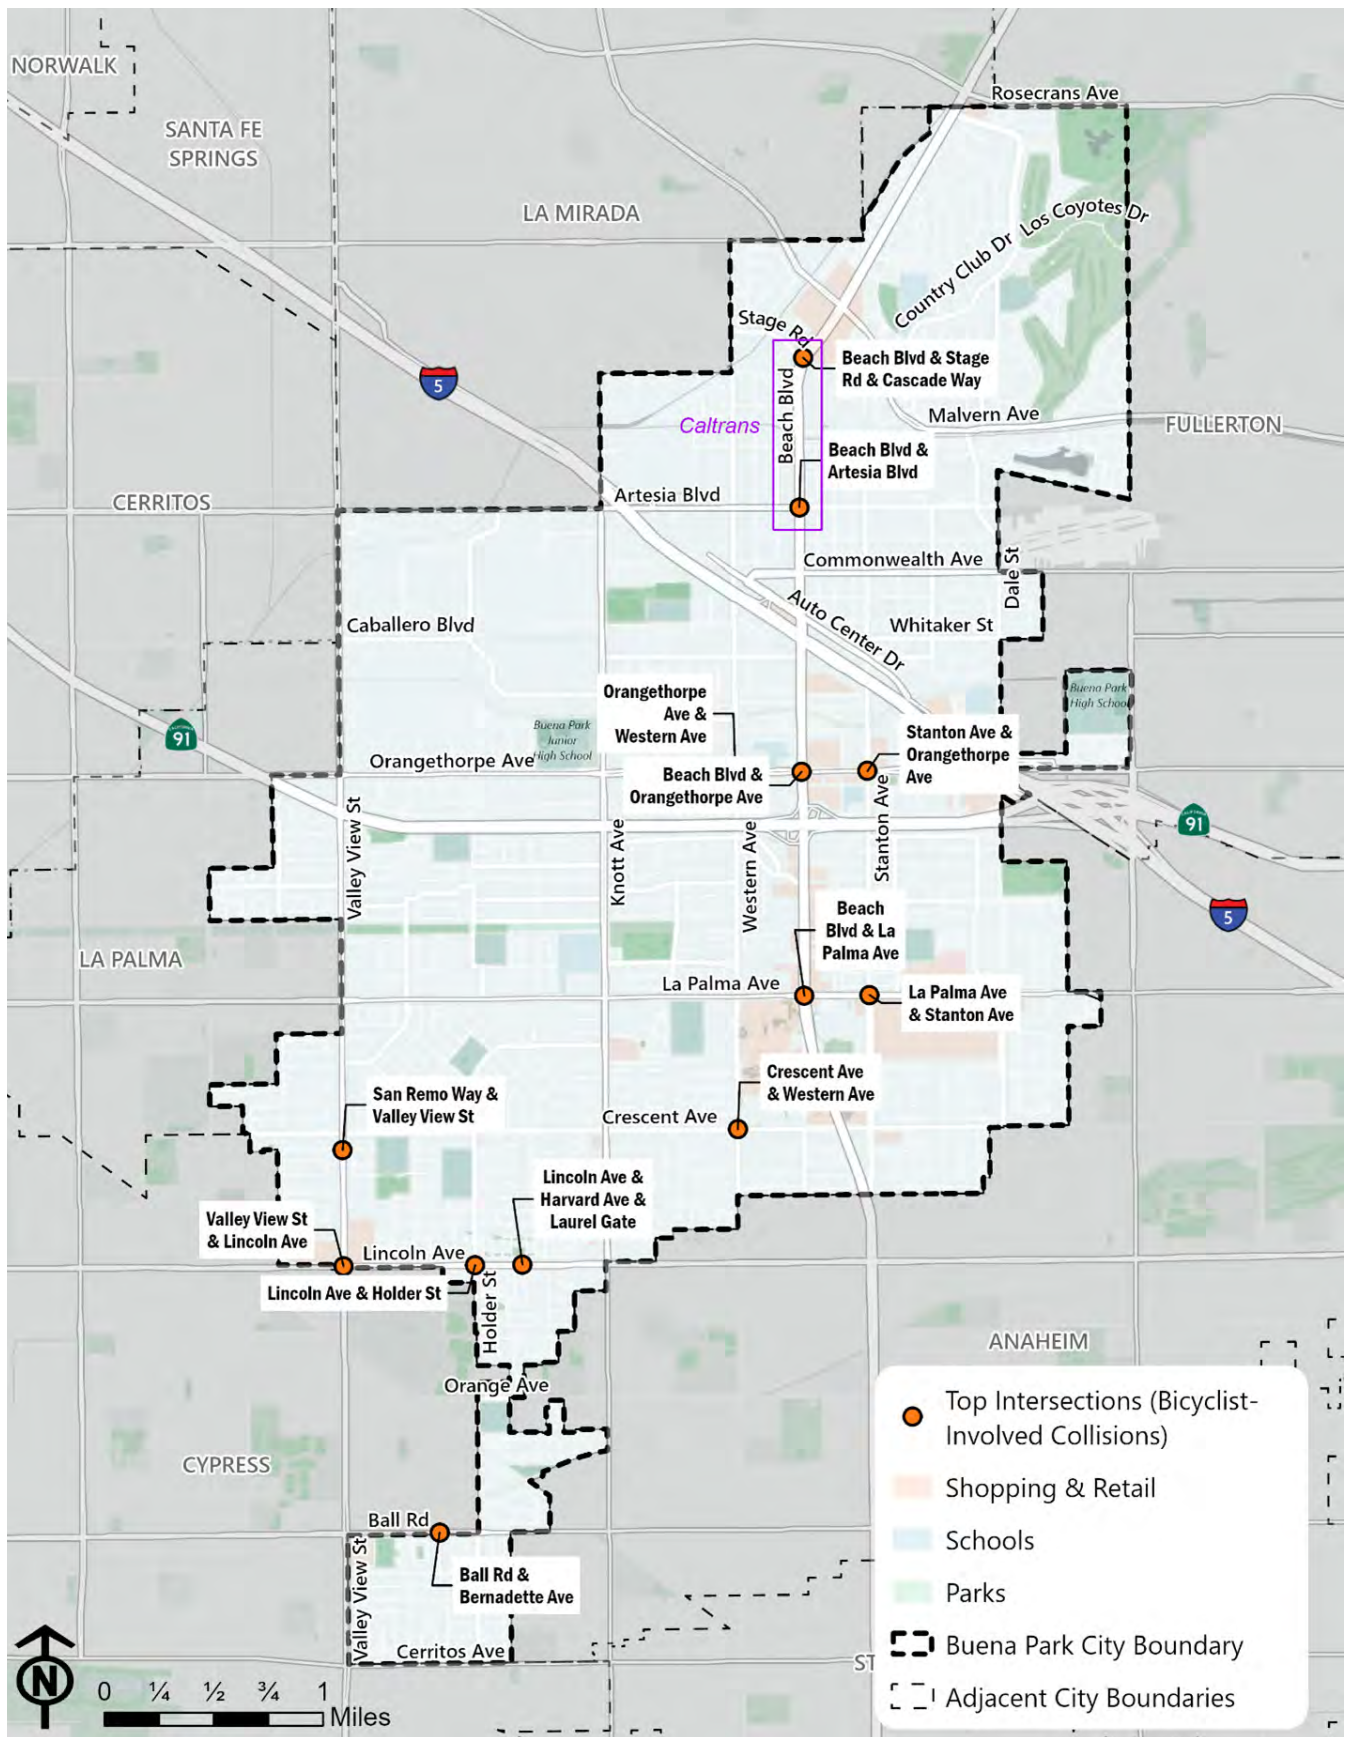 NORWALK
Rosecrans Ave
SANTA FE
SPRINGS
LA MIRADA
Los Coyotes Dr
Country Club Dr
Stage Rd
Beach Blvd & Stage
Rd & Cascade Way
5
Beach Blvd
Caltrans
Malvern Ave
FULLERTON
Beach Blvd &
Artesia Blvd
Artesia Blvd
CERRITOS
Commonwealth Ave
Dale St
Auto Center Dr
Caballero Blvd
Whitaker St
Orangethorpe
Ave &
Western Ave
Buena Park
High School
91
Buena Park
Junior
High School
Stanton Ave &
Orangethorpe
Ave
Orangethorpe Ave
Beach Blvd &
Orangethorpe Ave
Valley View St
Knott Ave
Western Ave
Stanton Ave
91
5
Beach
Blvd & La
Palma Ave
LA PALMA
La Palma Ave
La Palma Ave
& Stanton Ave
San Remo Way &
Valley View St
Crescent Ave
& Western Ave
Crescent Ave
Lincoln Ave &
Harvard Ave &
Laurel Gate
Valley View St
& Lincoln Ave
Lincoln Ave
Lincoln Ave & Holder St
Holder St
ANAHEIM
Orange Ave
CYPRESS
Ball Rd
Ball Rd &
Bernadette Ave
Valley View St
Cerritos Ave
ST
Top Intersections (Bicyclist-
Involved Collisions)
Shopping & Retail
Schools
Parks
Buena Park City Boundary
Adjacent City Boundaries
N
0 ¼ ½ ¾ 1
Miles